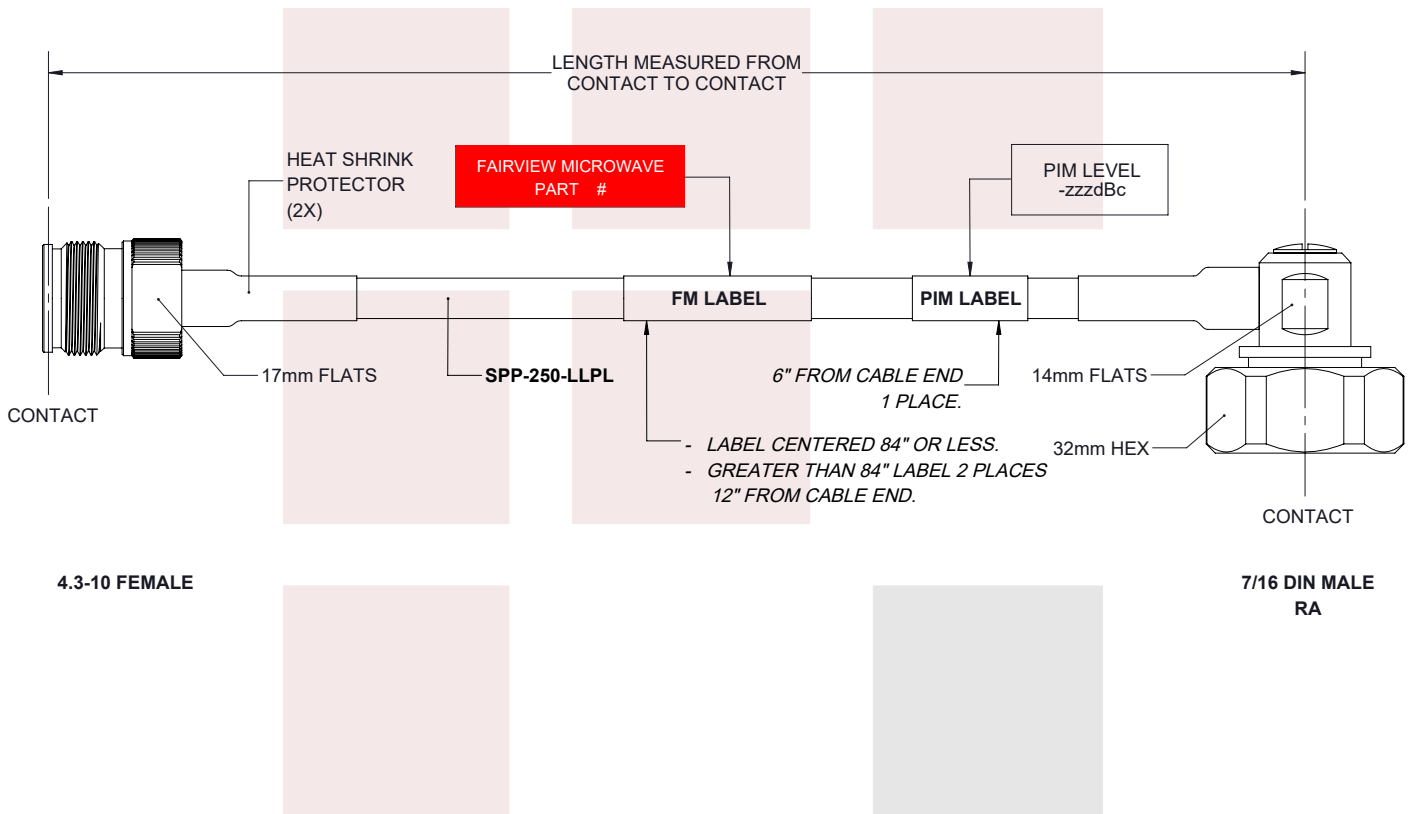 LENGTH MEASURED FROM
CONTACT TO CONTACT
HEAT SHRINK
PROTECTOR
(2X)
FAIRVIEW MICROWAVE
PART #
PIM LEVEL
-zzzdBc
FM LABEL
PIM LABEL
17mm FLATS
SPP-250-LLPL
6" FROM CABLE END
1 PLACE.
14mm FLATS
CONTACT
- LABEL CENTERED 84" OR LESS.
- GREATER THAN 84" LABEL 2 PLACES
12" FROM CABLE END.
32mm HEX
CONTACT
4.3-10 FEMALE
7/16 DIN MALE
RA